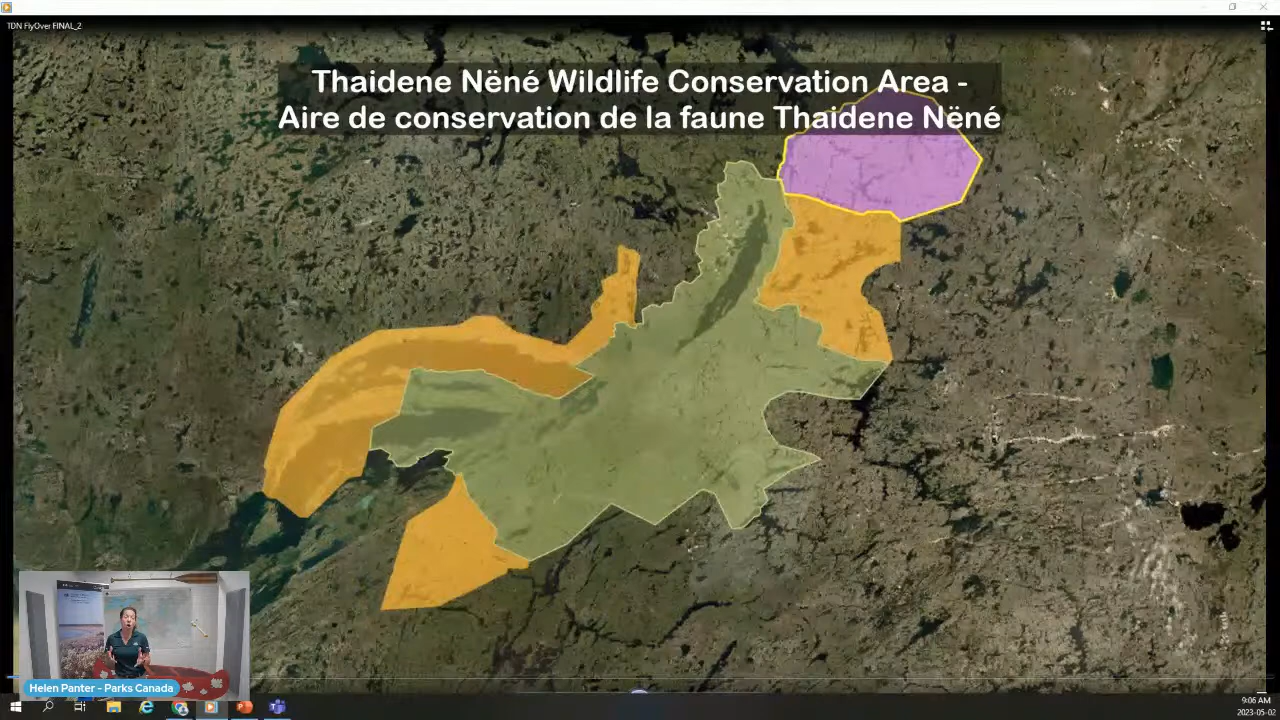 TDN FlyOver FINAL_2
Thaidene Nëné Wildlife Conservation Area -
Aire de conservation de la faune Thaidene Nëné
Helen Panter - Parks Canada
9:06 AM
2023-05-02